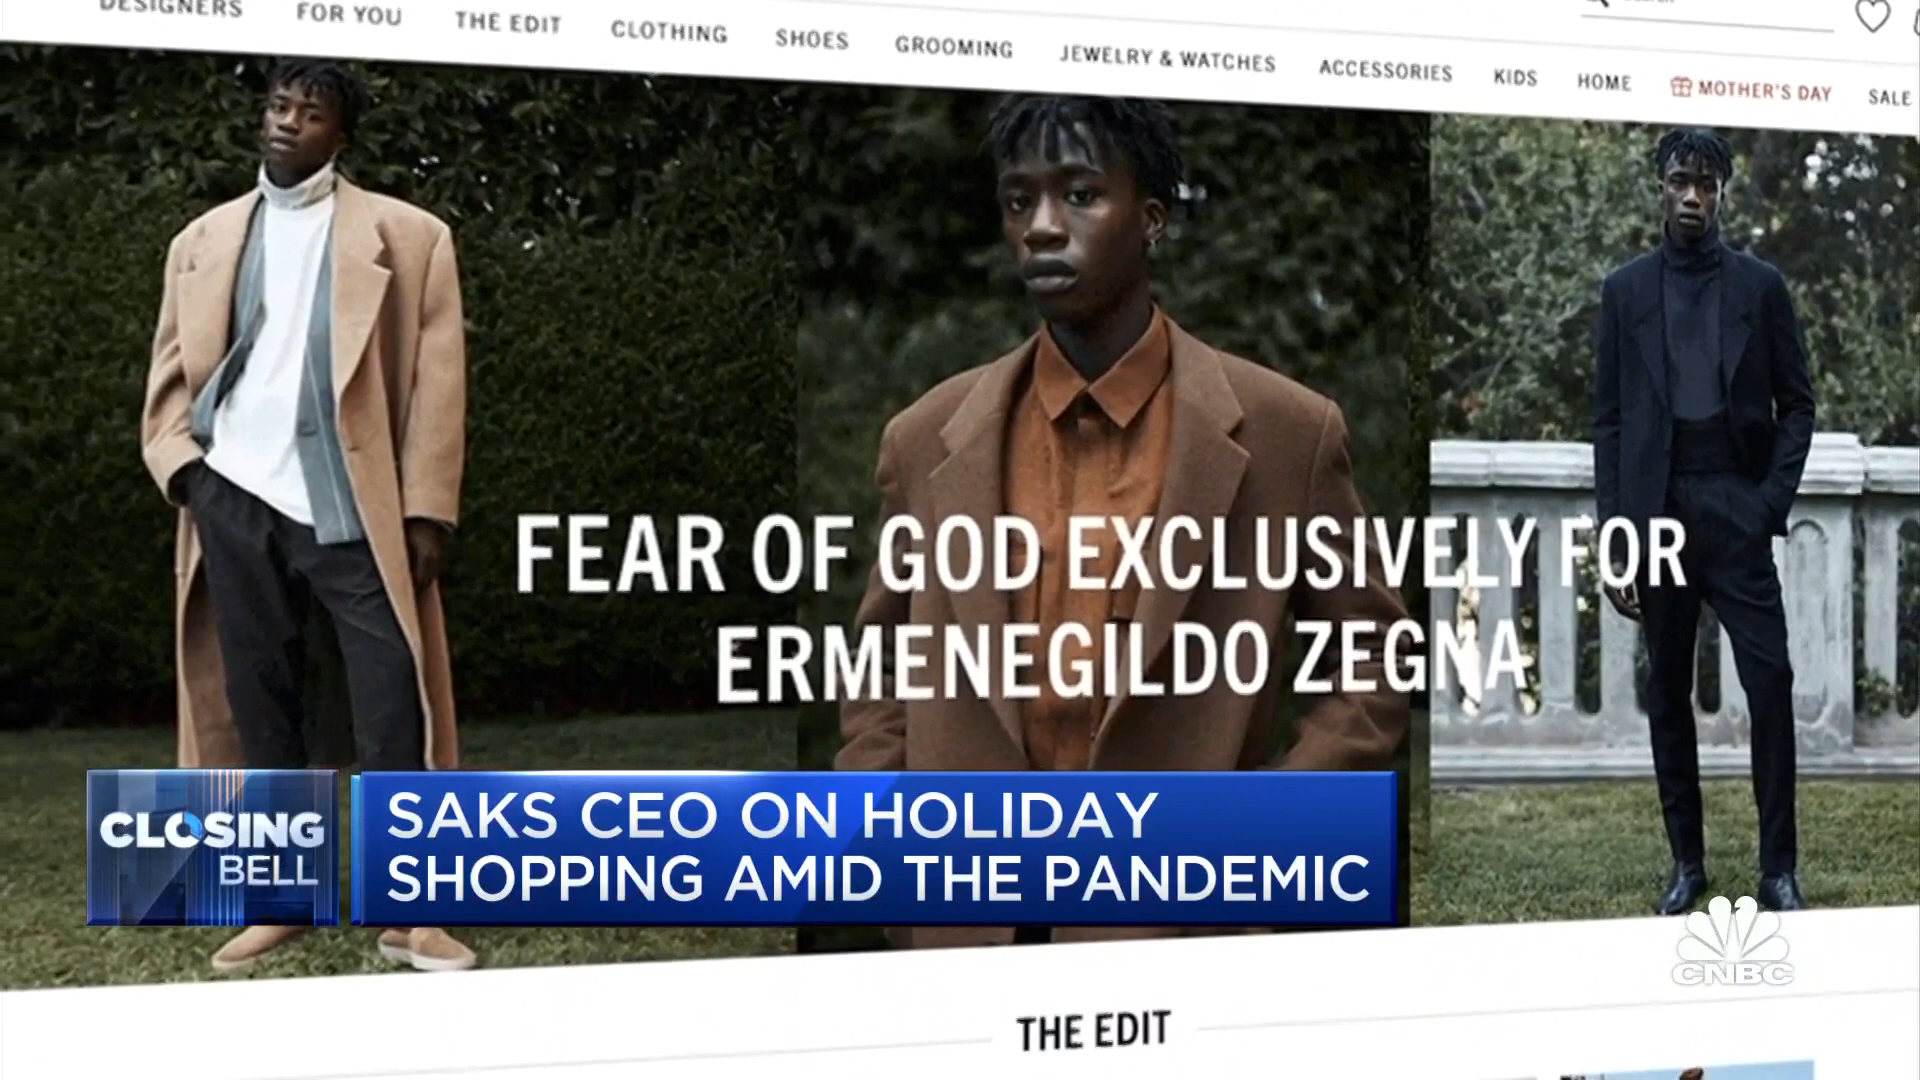 DESIGNERS FOR YOU THE EDIT CLOTHING SHOES GROOMING JEWELRY & WATCHES ACCESSORIES KIDS HOME MOTHER'S DAY SALE
FEAR OF GOD EXCLUSIVELY FOR
ERMENEGILDO ZEGNA
CLOSING
BELL
SAKS CEO ON HOLIDAY
SHOPPING AMID THE PANDEMIC
CNBC
THE EDIT